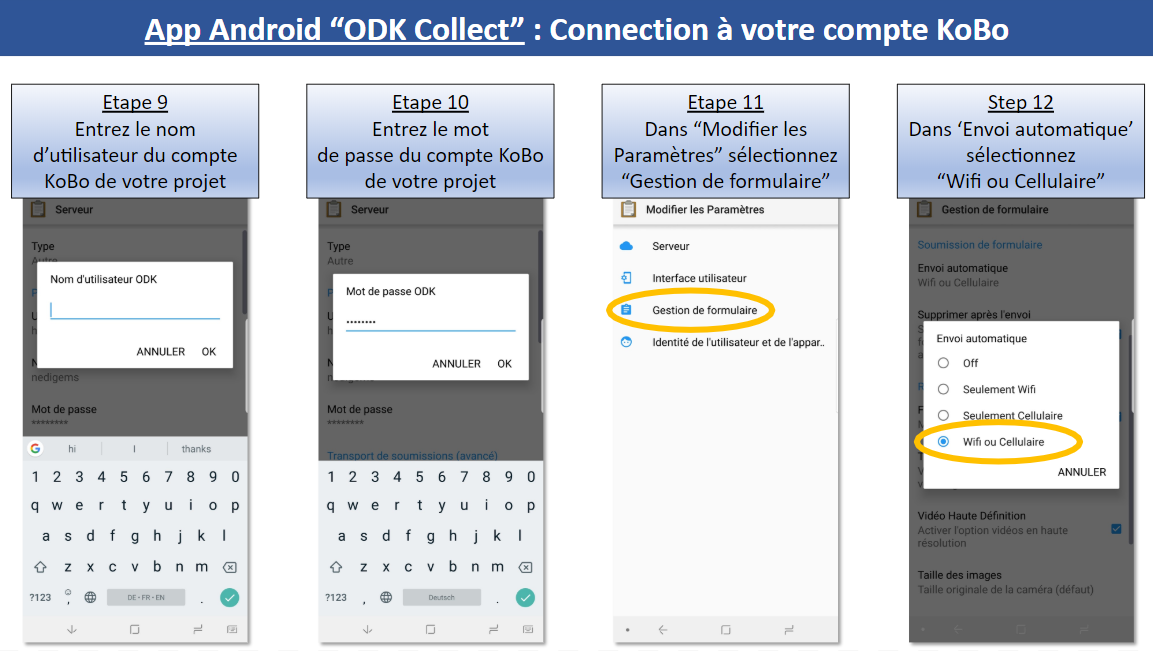 App Android “ODK Collect” : Connection à votre compte KoBo
Etape 9
Entrez le nom
d’utilisateur du compte
KoBo de votre projet
Serveur
Type
Autre
Nom d'utilisateur ODK
ANNULER OK
nedigems
Mot de passe
********
hi I thanks
1 2 3 4 5 6 7 8 9 0
q w e r t y u i o p
a s d f g h j k l
z x c v b n m
?123 , DE • FR • EN .
Etape 10
Entrez le mot
de passe du compte KoBo
de votre projet
Serveur
Type
Autre
Mot de passe ODK
••••••••
ANNULER OK
nedigems
Mot de passe
********
Transport de soumissions (avancé)
1 2 3 4 5 6 7 8 9 0
q w e r t y u i o p
a s d f g h j k l
z x c v b n m
?123 , Deutsch .
Etape 11
Dans “Modifier les
Paramètres” sélectionnez
“Gestion de formulaire”
Modifier les Paramètres
Serveur
Interface utilisateur
Gestion de formulaire
Identité de l'utilisateur et de l'appar..
Step 12
Dans ‘Envoi automatique’
sélectionnez
“Wifi ou Cellulaire”
Gestion de formulaire
Soumission de formulaire
Envoi automatique
Wifi ou Cellulaire
Supprimer après l'envoi
Envoi automatique
Off
Seulement Wifi
Seulement Cellulaire
Wifi ou Cellulaire
ANNULER
Vidéo Haute Définition
Activer l'option vidéos en haute
résolution
Taille des images
Taille originale de la caméra (défaut)